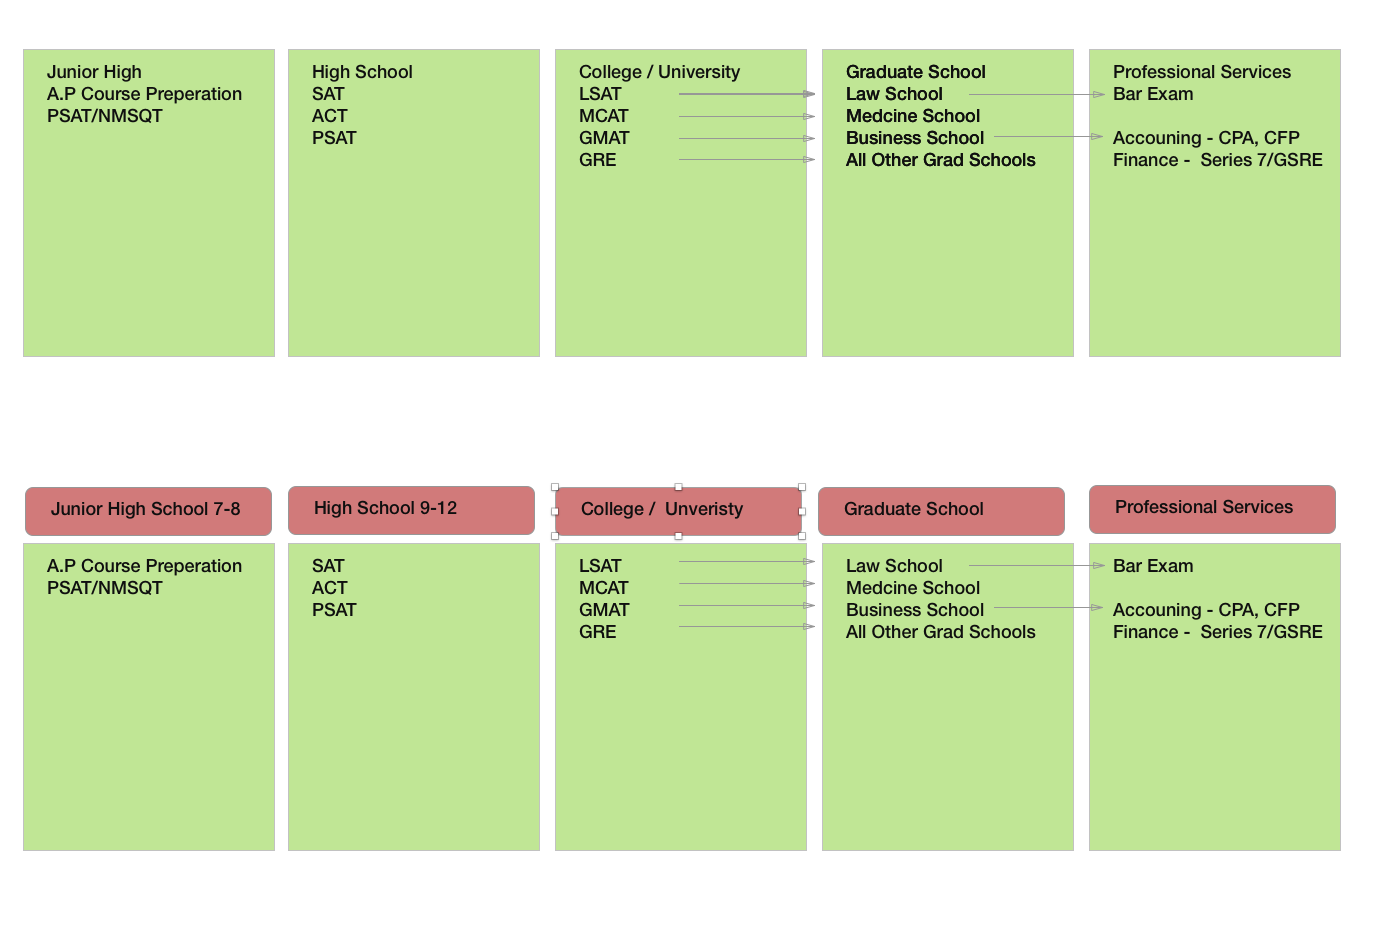 Junior High
A.P Course Preperation
PSAT/NMSQT
High School
SAT
ACT
PSAT
College / University
LSAT
MCAT
GMAT
GRE
Graduate School
Law School
Medcine School
Business School
All Other Grad Schools
Professional Services
Bar Exam
Accouning - CPA, CFP
Finance -  Series 7/GSRE
Junior High School 7-8
A.P Course Preperation
PSAT/NMSQT
High School 9-12
SAT
ACT
PSAT
College /  Unveristy
LSAT
MCAT
GMAT
GRE
Graduate School
Law School
Medcine School
Business School
All Other Grad Schools
Professional Services
Bar Exam
Accouning - CPA, CFP
Finance -  Series 7/GSRE